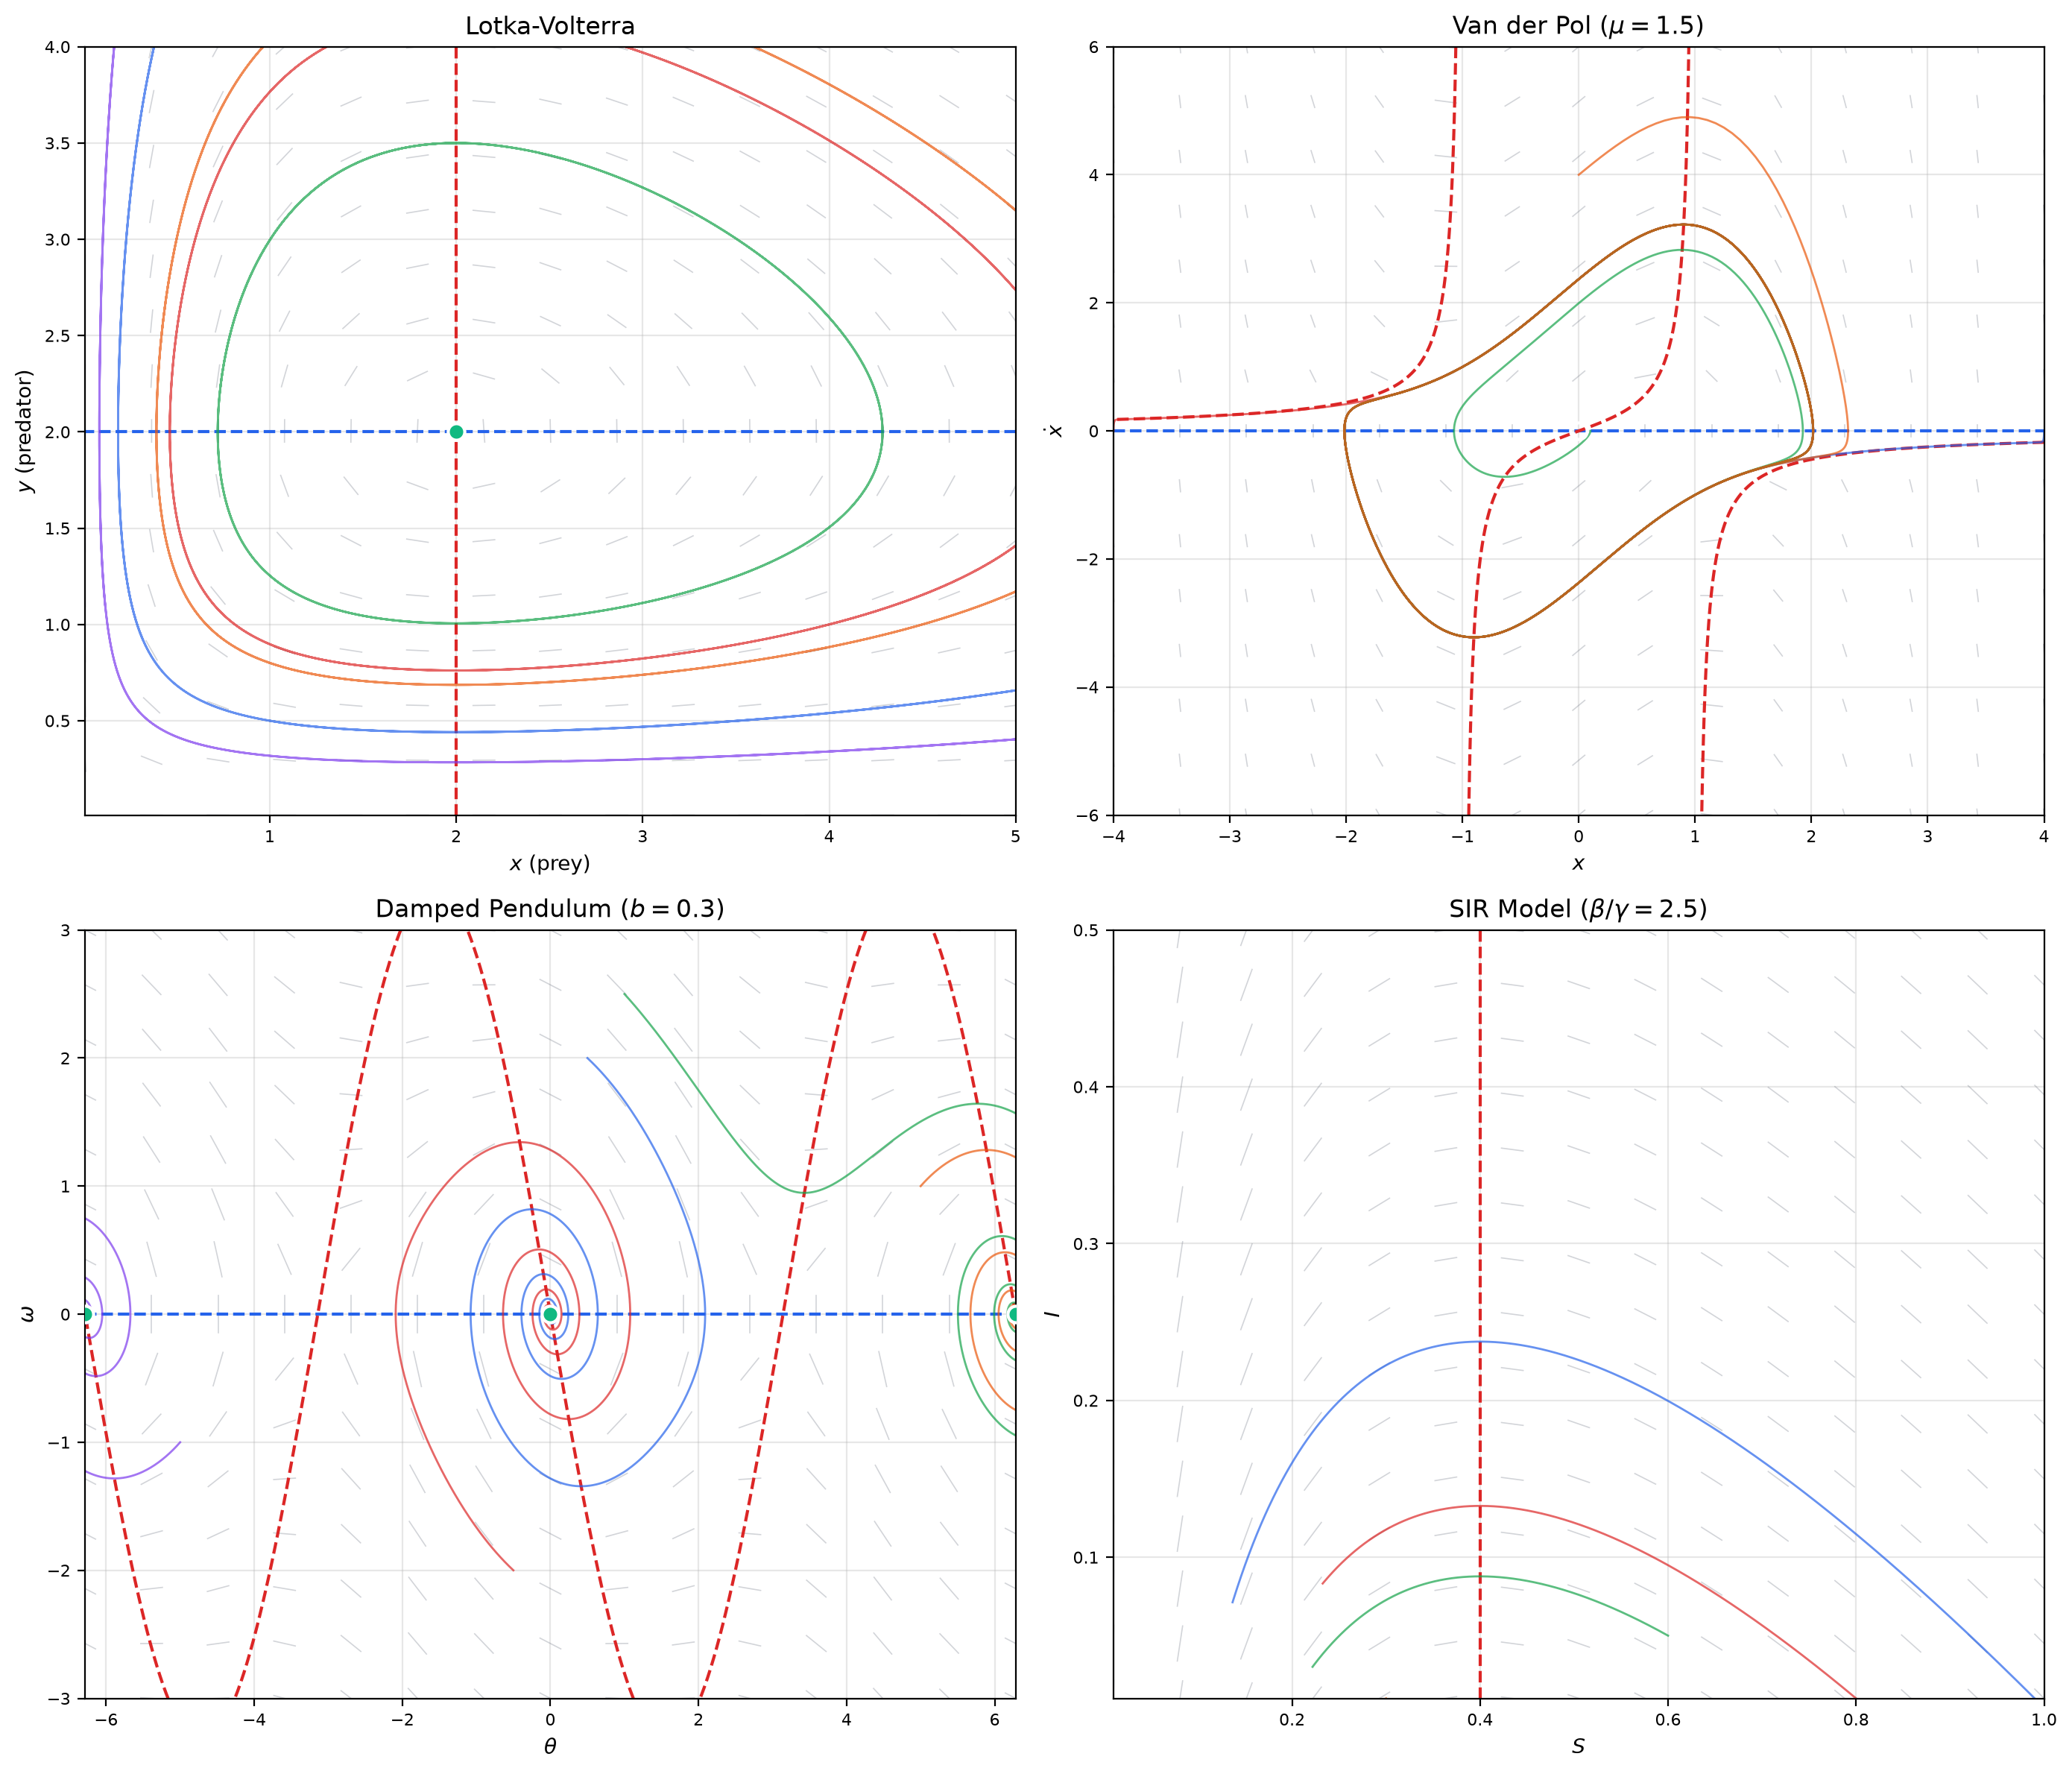 Lotka-Volterra
4.0
3.5
3.0
2.5
2.0
1.5
1.0
0.5
y (predator)
1 2 3 4 5
x (prey)
Van der Pol (μ = 1.5)
6
4
2
0
−2
−4
−6
ẋ
−4 −3 −2 −1 0 1 2 3 4
x
Damped Pendulum (b = 0.3)
3
2
1
0
−1
−2
−3
ω
−6 −4 −2 0 2 4 6
θ
SIR Model (β/γ = 2.5)
0.5
0.4
0.3
0.2
0.1
I
0.2 0.4 0.6 0.8 1.0
S